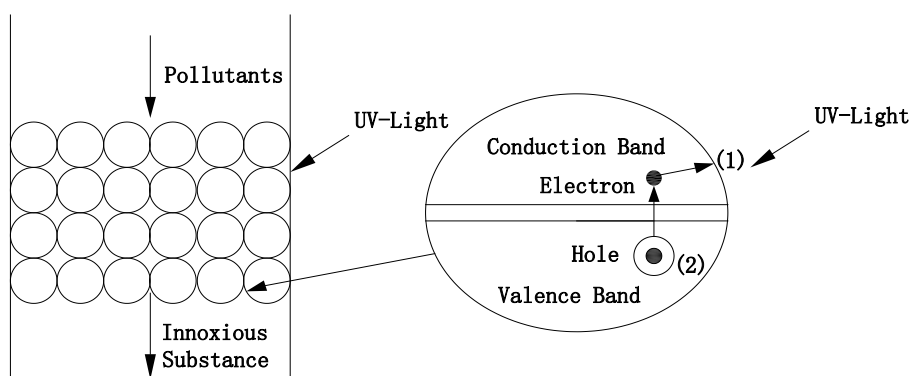 Pollutants
UV-Light
Innoxious
Substance
UV-Light
Conduction Band
(1)
Electron
Hole
(2)
Valence Band